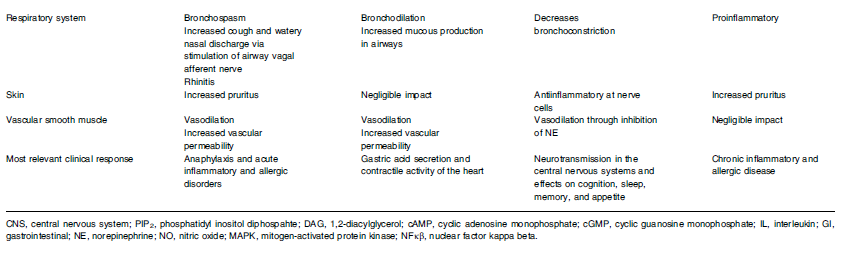 Respiratory system Bronchospasm Bronchodilation Decreases Proinflammatory
Increased cough and watery Increased mucous production bronchoconstriction
nasal discharge via in airways
stimulation of airway vagal
afferent nerve
Rhinitis
Skin Increased pruritus Negligible impact Antiinflammatory at nerve Increased pruritus
cells
Vascular smooth muscle Vasodilation Vasodilation Vasodilation through inhibition Negligible impact
Increased vascular Increased vascular of NE
permeability permeability
Most relevant clinical response Anaphylaxis and acute Gastric acid secretion and Neurotransmission in the Chronic inflammatory and
inflammatory and allergic contractile activity of the heart central nervous systems and allergic disease
disorders effects on cognition, sleep,
memory, and appetite
CNS, central nervous system; PIP2, phosphatidyl inositol diphospahte; DAG, 1,2-diacylglycerol; cAMP, cyclic adenosine monophosphate; cGMP, cyclic guanosine monophosphate; IL, interleukin; GI,
gastrointestinal; NE, norepinephrine; NO, nitric oxide; MAPK, mitogen-activated protein kinase; NFκβ, nuclear factor kappa beta.